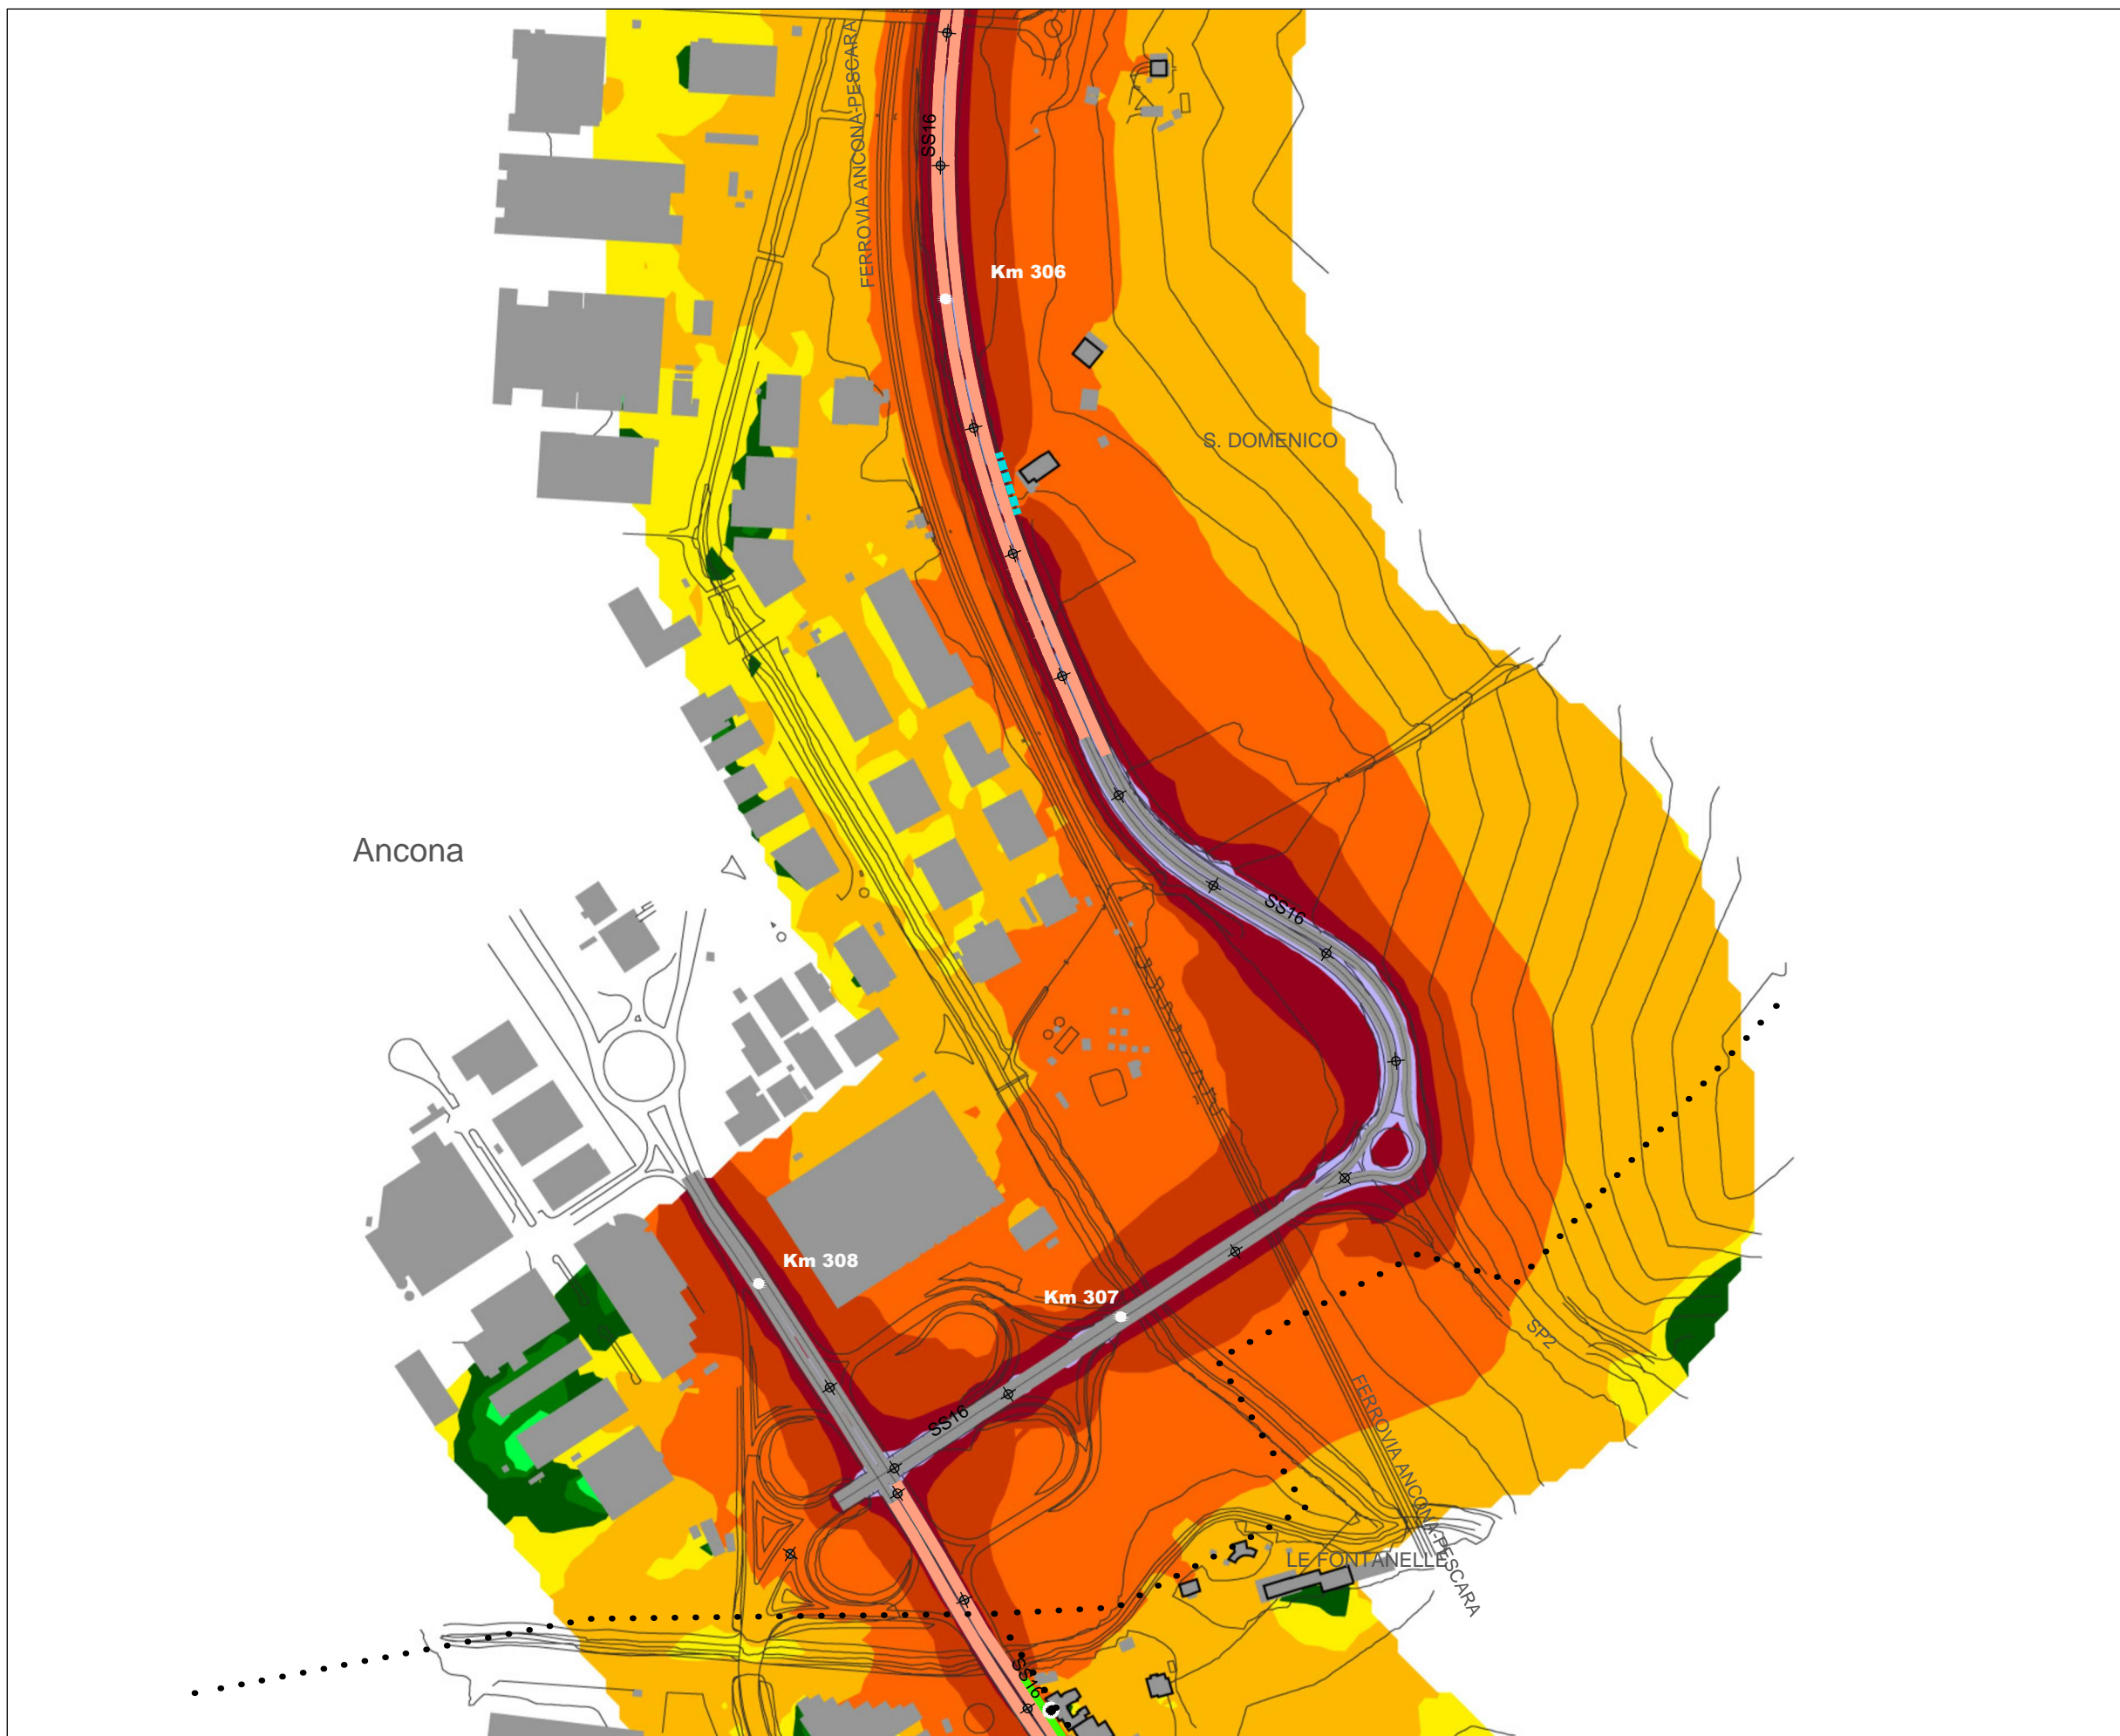 FERROVIA ANCONA-PESCARA
SS16
Km 306
S. DOMENICO
Ancona
SS16
Km 308
Km 307
SP2
SS16
FERROVIA ANCONA-PESCARA
LE FONTANELLE
SS16